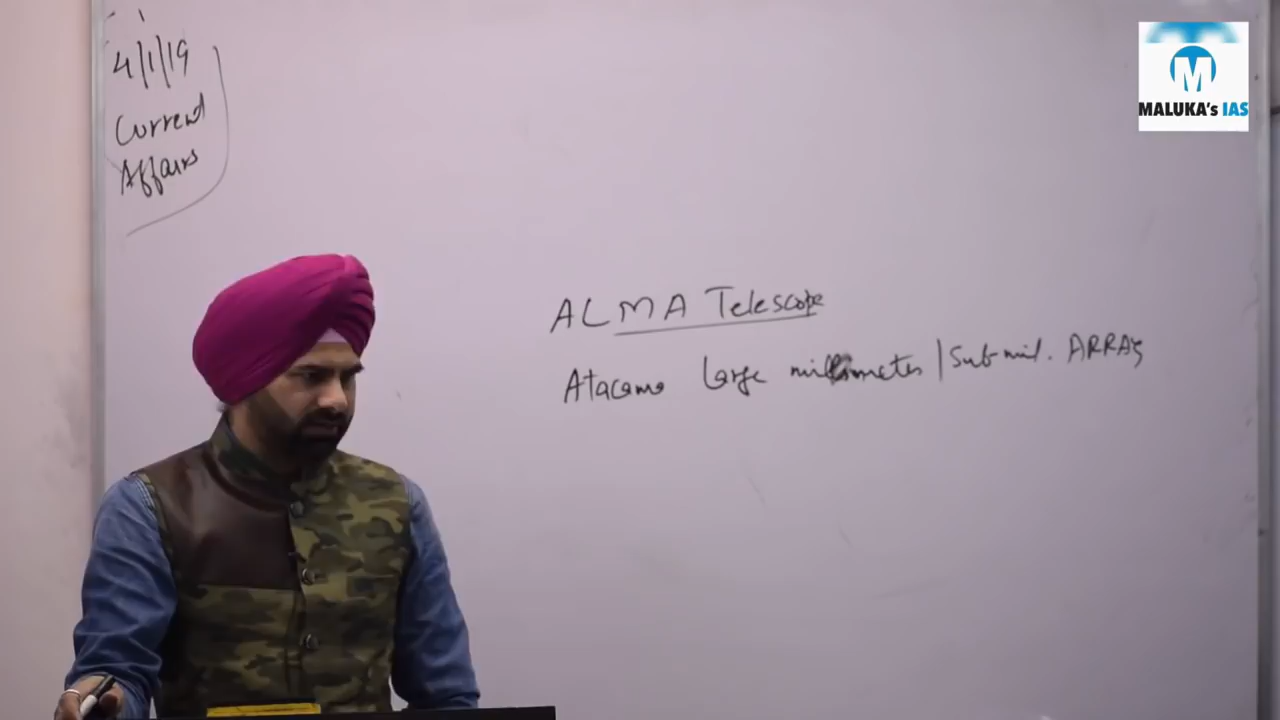 4/1/19
Current
Affairs
M
MALUKA's IAS
ALMA Telescope
Atacama Large millimeter/Sub-mil. ARRAY